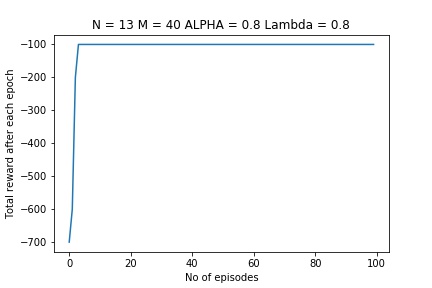 N = 13 M = 40 ALPHA = 0.8 Lambda = 0.8
−100
−200
−300
−400
−500
−600
−700
Total reward after each epoch
0 20 40 60 80 100
No of episodes